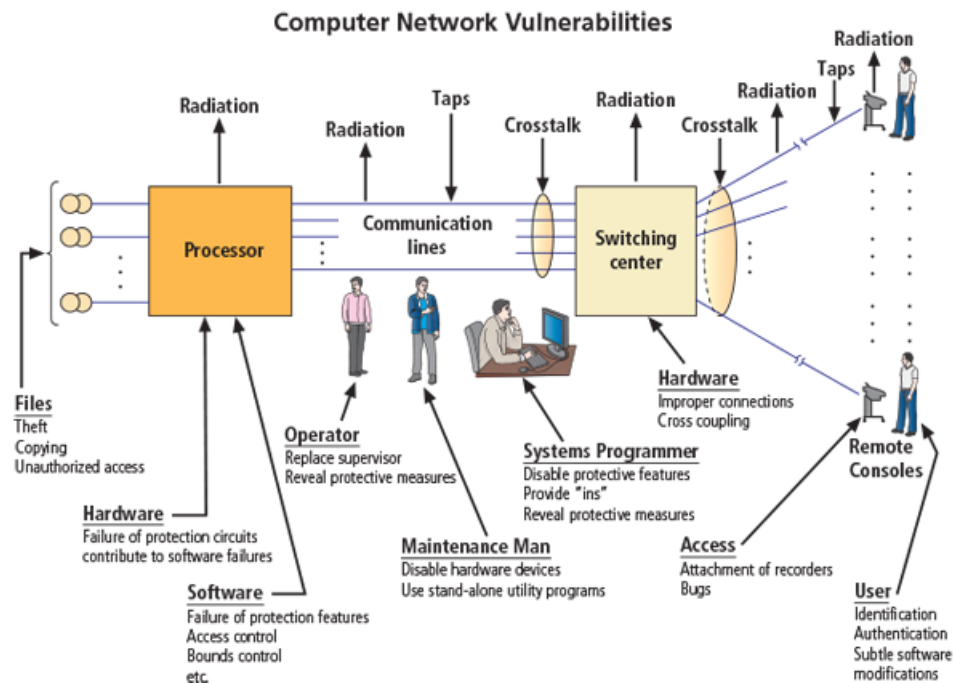 Computer Network Vulnerabilities
Radiation
Taps
Radiation
Radiation
Taps
Radiation
Radiation
Crosstalk
Radiation
Crosstalk
Processor
Communication
lines
Switching
center
Files
Theft
Copying
Unauthorized access
Hardware
Failure of protection circuits
contribute to software failures
Software
Failure of protection features
Access control
Bounds control
etc.
Operator
Replace supervisor
Reveal protective measures
Maintenance Man
Disable hardware devices
Use stand-alone utility programs
Systems Programmer
Disable protective features
Provide "ins"
Reveal protective measures
Hardware
Improper connections
Cross coupling
Access
Attachment of recorders
Bugs
Remote
Consoles
User
Identification
Authentication
Subtle software
modifications